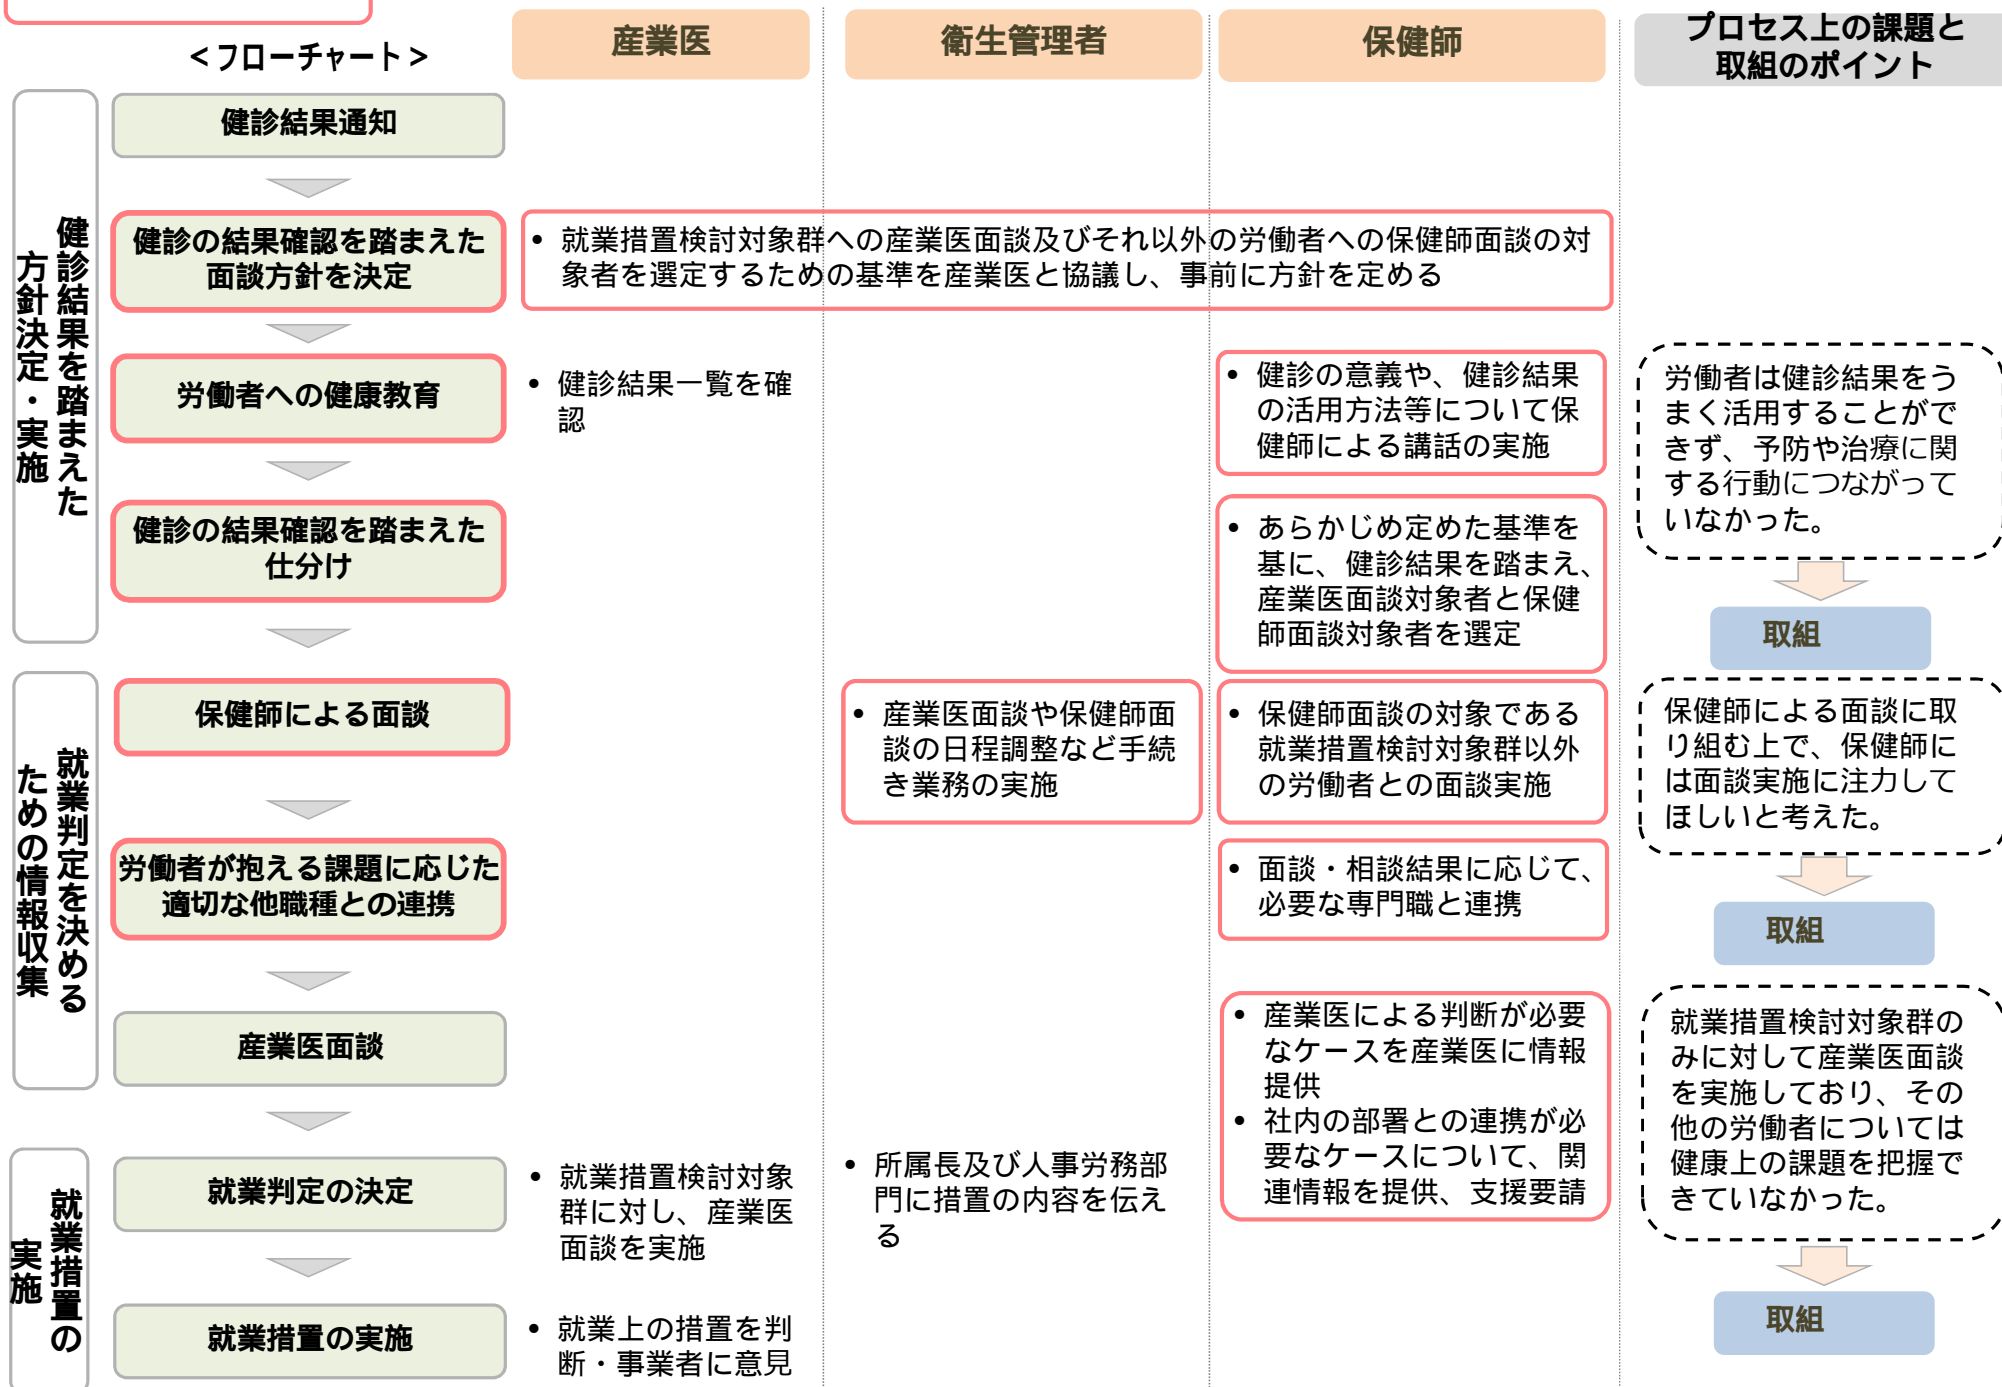 <フローチャート>
産業医
衛生管理者
保健師
プロセス上の課題と
取組のポイント
健診結果を踏まえた
方針決定・実施
健診結果通知
健診の結果確認を踏まえた
面談方針を決定
• 就業措置検討対象群への産業医面談及びそれ以外の労働者への保健師面談の対
象者を選定するための基準を産業医と協議し、事前に方針を定める
労働者への健康教育
• 健診結果一覧を確
認
• 健診の意義や、健診結果
の活用方法等について保
健師による講話の実施
労働者は健診結果をう
まく活用することがで
きず、予防や治療に関
する行動につながって
いなかった。
健診の結果確認を踏まえた
仕分け
• あらかじめ定めた基準を
基に、健診結果を踏まえ、
産業医面談対象者と保健
師面談対象者を選定
取組
就業判定を決める
ための情報収集
保健師による面談
• 産業医面談や保健師面
談の日程調整など手続
き業務の実施
• 保健師面談の対象である
就業措置検討対象群以外
の労働者との面談実施
保健師による面談に取
り組む上で、保健師に
は面談実施に注力して
ほしいと考えた。
労働者が抱える課題に応じた
適切な他職種との連携
• 面談・相談結果に応じて、
必要な専門職と連携
取組
産業医面談
• 産業医による判断が必要
なケースを産業医に情報
提供
• 社内の部署との連携が必
要なケースについて、関
連情報を提供、支援要請
就業措置検討対象群の
みに対して産業医面談
を実施しており、その
他の労働者については
健康上の課題を把握で
きていなかった。
就業措置の
実施
就業判定の決定
• 就業措置検討対象
群に対し、産業医
面談を実施
• 所属長及び人事労務部
門に措置の内容を伝え
る
就業措置の実施
• 就業上の措置を判
断・事業者に意見
取組